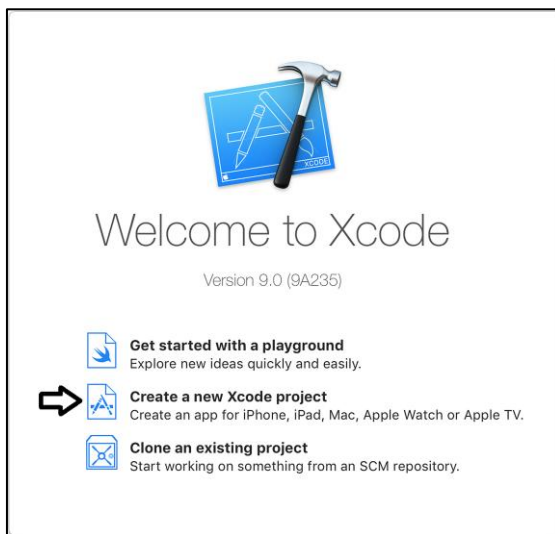 XCODE
Welcome to Xcode
Version 9.0 (9A235)
Get started with a playground
Explore new ideas quickly and easily.
Create a new Xcode project
Create an app for iPhone, iPad, Mac, Apple Watch or Apple TV.
Clone an existing project
Start working on something from an SCM repository.